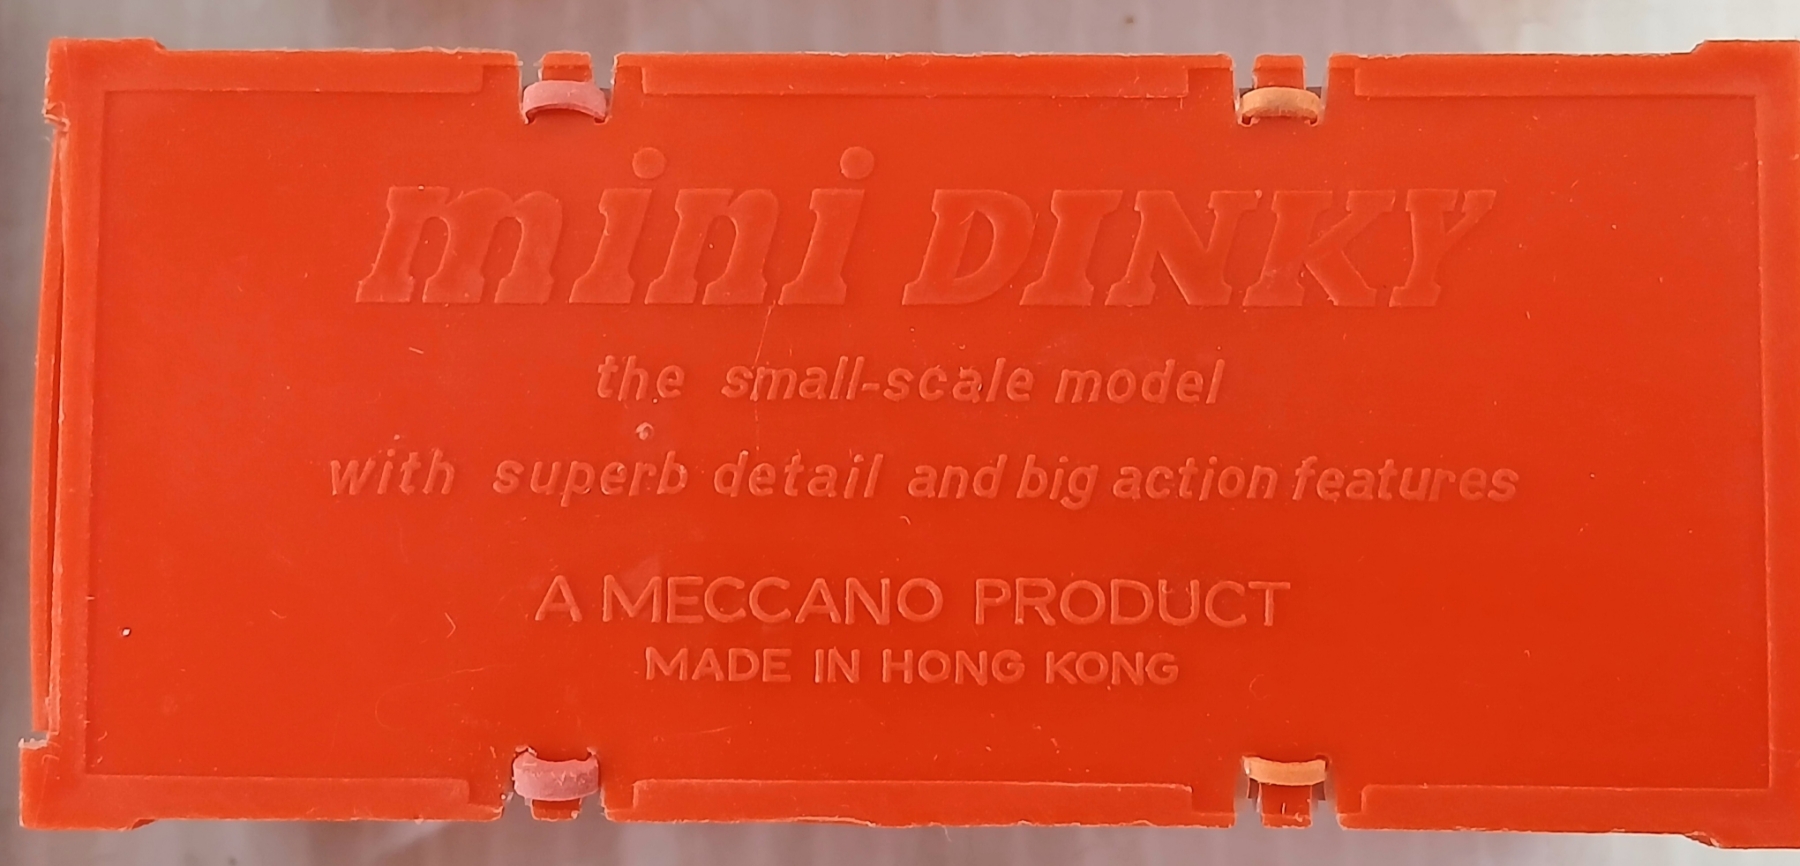 mini DINKY
the small-scale model
with superb detail and big action features
A MECCANO PRODUCT
MADE IN HONG KONG